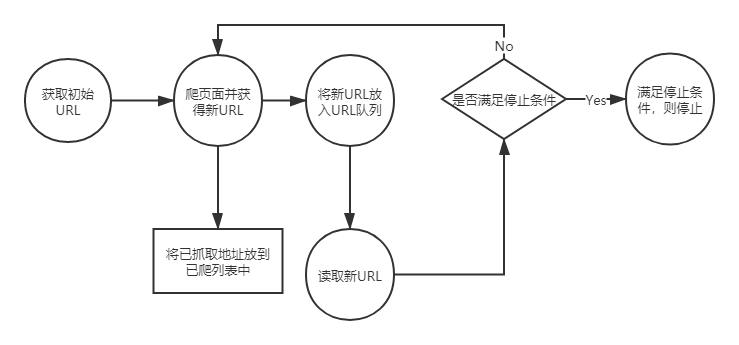 No
获取初始
URL
爬页面并获
得新URL
将新URL放
入URL队列
是否满足停止条件
Yes
满足停止条
件，则停止
将已抓取地址放到
已爬列表中
读取新URL